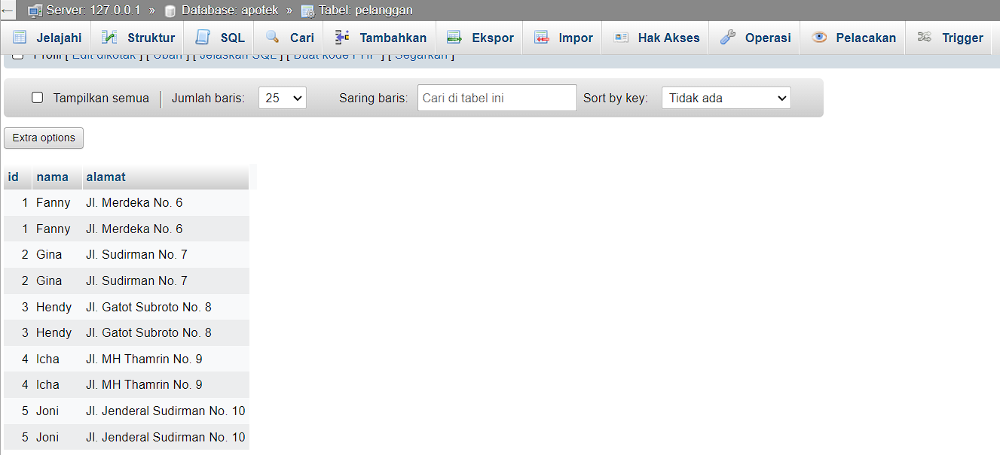 Server: 127.0.0.1 » Database: apotek » Tabel: pelanggan
Jelajahi Struktur SQL Cari Tambahkan Ekspor Impor Hak Akses Operasi Pelacakan Trigger
Profil [ Edit dikotak ] [ Ubah ] [ Jelaskan SQL ] [ Buat kode PHP ] [ Segarkan ]
Tampilkan semua Jumlah baris: 25 Saring baris: Cari di tabel ini Sort by key: Tidak ada
Extra options
id nama alamat
1 Fanny Jl. Merdeka No. 6
1 Fanny Jl. Merdeka No. 6
2 Gina Jl. Sudirman No. 7
2 Gina Jl. Sudirman No. 7
3 Hendy Jl. Gatot Subroto No. 8
3 Hendy Jl. Gatot Subroto No. 8
4 Icha Jl. MH Thamrin No. 9
4 Icha Jl. MH Thamrin No. 9
5 Joni Jl. Jenderal Sudirman No. 10
5 Joni Jl. Jenderal Sudirman No. 10